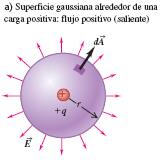 a) Superficie gaussiana alrededor de una
carga positiva: flujo positivo (saliente)
dA⃗
r
+q
E⃗